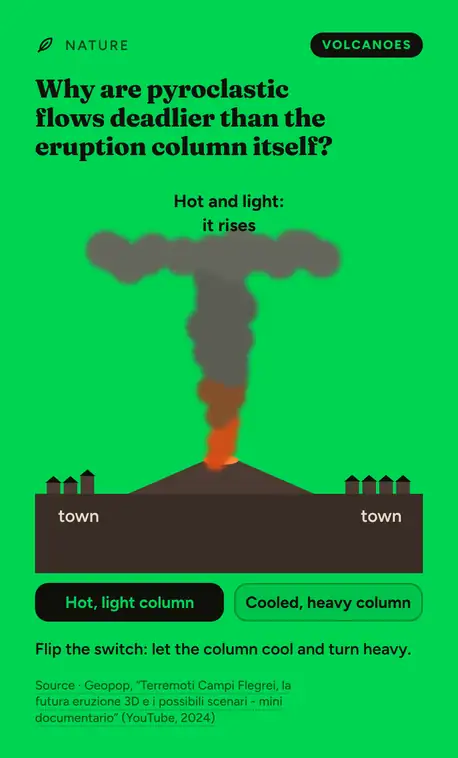 NATURE
VOLCANOES
Why are pyroclastic
flows deadlier than the
eruption column itself?
Hot and light:
it rises
town
town
Hot, light column
Cooled, heavy column
Flip the switch: let the column cool and turn heavy.
Source · Geopop, "Terremoti Campi Flegrei, la
futura eruzione 3D e i possibili scenari - mini
documentario" (YouTube, 2024)